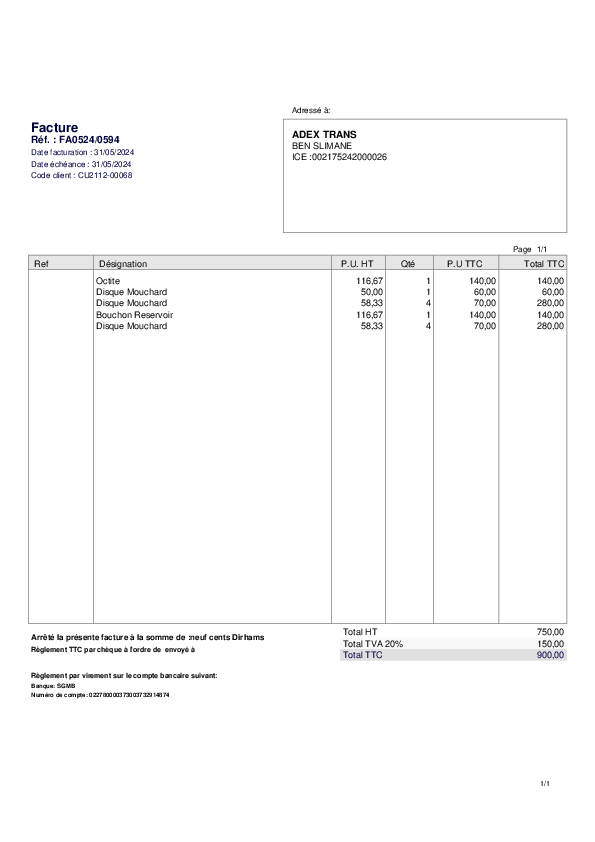 Adressé à:
Facture
Réf. : FA0524/0594
Date facturation : 31/05/2024
Date échéance : 31/05/2024
Code client : CU2112-00068
ADEX TRANS
BEN SLIMANE
ICE :002175242000026
Page 1/1
Ref Désignation P.U. HT Qté P.U TTC Total TTC
Octite 116,67 1 140,00 140,00
Disque Mouchard 50,00 1 60,00 60,00
Disque Mouchard 58,33 4 70,00 280,00
Bouchon Reservoir 116,67 1 140,00 140,00
Disque Mouchard 58,33 4 70,00 280,00
Total HT 750,00
Total TVA 20% 150,00
Total TTC 900,00
Arrêté la présente facture à la somme de :neuf cents Dirhams
Règlement TTC par chèque à l'ordre de envoyé à
Règlement par virement sur le compte bancaire suivant:
Banque: SGMB
Numéro de compte: 022780000373003732914874
1/1